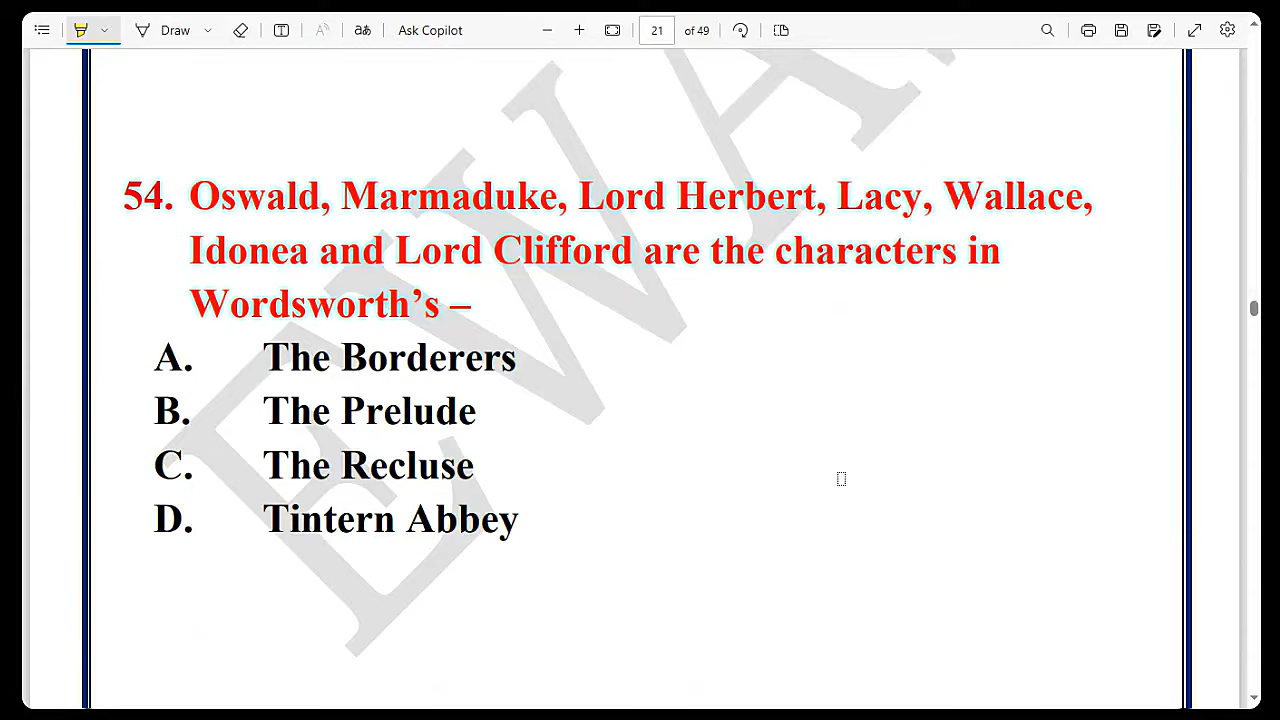 Draw
Ask Copilot
21 of 49
54. Oswald, Marmaduke, Lord Herbert, Lacy, Wallace,
Idonea and Lord Clifford are the characters in
Wordsworth’s –
A. The Borderers
B. The Prelude
C. The Recluse
D. Tintern Abbey